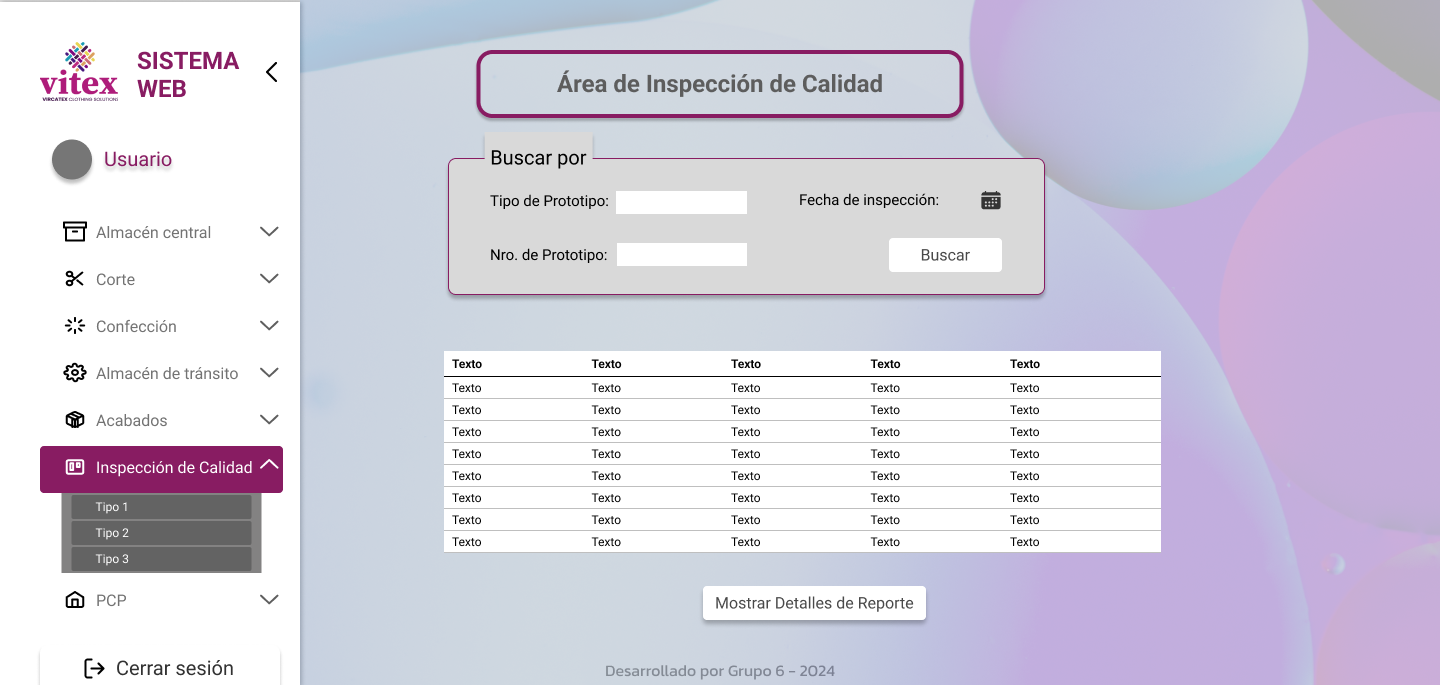 vitex
VIRCATEX CLOTHING SOLUTIONS
SISTEMA
WEB
Usuario
Almacén central
Corte
Confección
Almacén de tránsito
Acabados
Inspección de Calidad
Tipo 1
Tipo 2
Tipo 3
PCP
Cerrar sesión
Área de Inspección de Calidad
Buscar por
Tipo de Prototipo:
Fecha de inspección:
Nro. de Prototipo:
Buscar
Texto Texto Texto Texto Texto
Texto Texto Texto Texto Texto
Texto Texto Texto Texto Texto
Texto Texto Texto Texto Texto
Texto Texto Texto Texto Texto
Texto Texto Texto Texto Texto
Texto Texto Texto Texto Texto
Texto Texto Texto Texto Texto
Texto Texto Texto Texto Texto
Mostrar Detalles de Reporte
Desarrollado por Grupo 6 - 2024